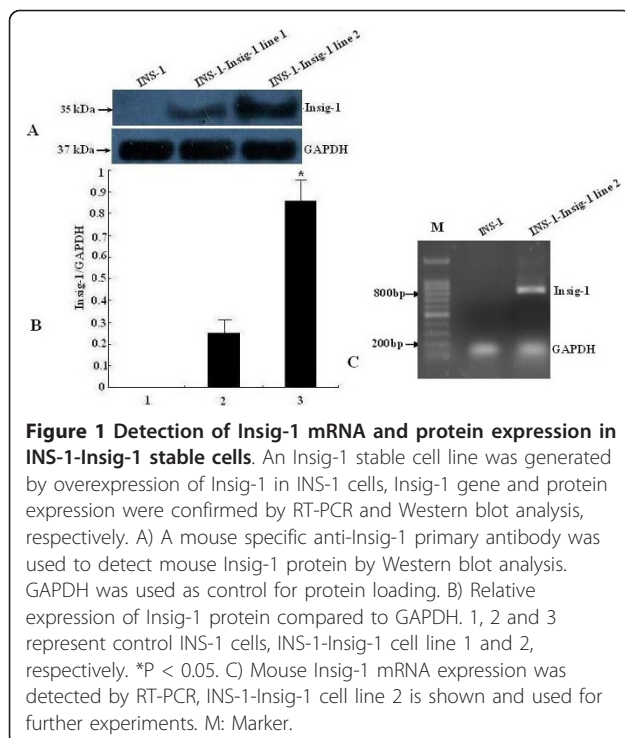 INS-1
INS-1-Insig-1 line 1
INS-1-Insig-1 line 2
35 kDa
Insig-1
A
37 kDa
GAPDH
1
0.9
0.8
0.7
0.6
0.5
0.4
0.3
0.2
0.1
0
Insig-1/GAPDH
*
B
1 2 3
M
INS-1
INS-1-Insig-1 line 2
800bp
Insig-1
200bp
GAPDH
C
Figure 1 Detection of Insig-1 mRNA and protein expression in
INS-1-Insig-1 stable cells. An Insig-1 stable cell line was generated
by overexpression of Insig-1 in INS-1 cells, Insig-1 gene and protein
expression were confirmed by RT-PCR and Western blot analysis,
respectively. A) A mouse specific anti-Insig-1 primary antibody was
used to detect mouse Insig-1 protein by Western blot analysis.
GAPDH was used as control for protein loading. B) Relative
expression of Insig-1 protein compared to GAPDH. 1, 2 and 3
represent control INS-1 cells, INS-1-Insig-1 cell line 1 and 2,
respectively. *P < 0.05. C) Mouse Insig-1 mRNA expression was
detected by RT-PCR, INS-1-Insig-1 cell line 2 is shown and used for
further experiments. M: Marker.